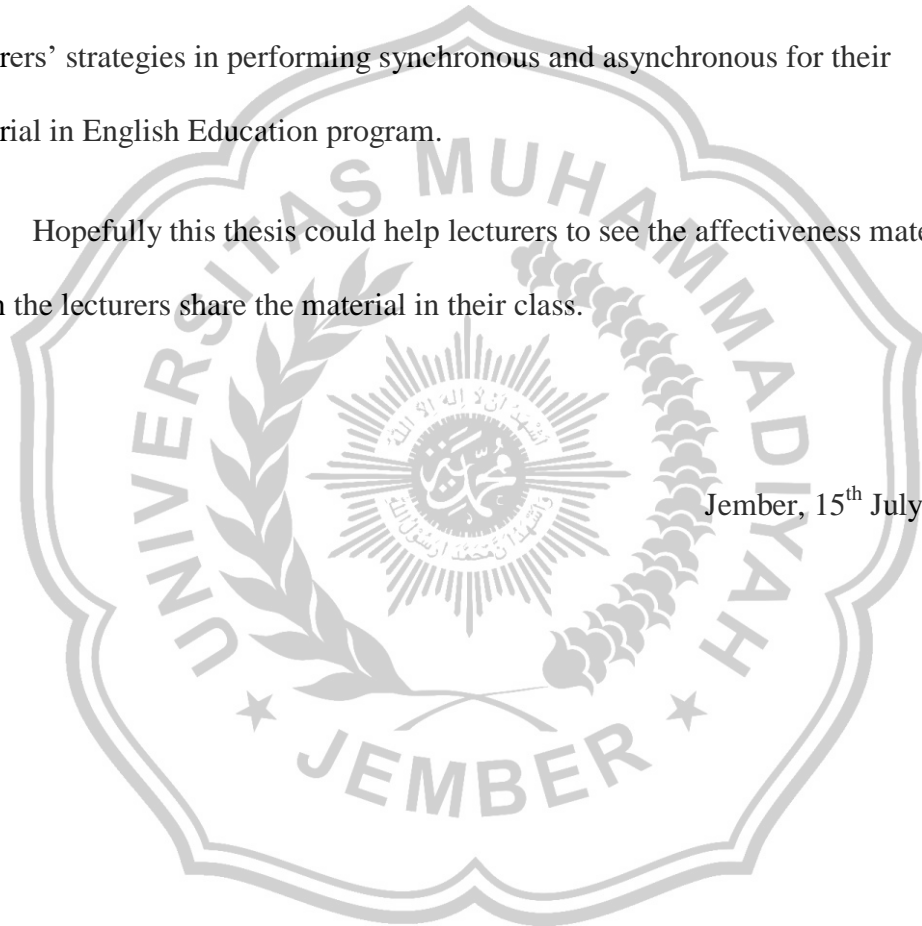 rers’ strategies in performing synchronous and asynchronous for their
rial in English Education program.
Hopefully this thesis could help lecturers to see the affectiveness mate
n the lecturers share the material in their class.
Jember, 15th July
UNIVERSITAS MUHAMMADIYAH
JEMBER